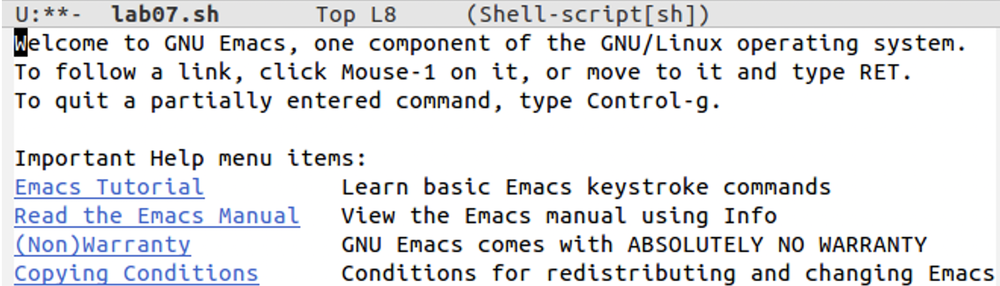 U:**-  lab07.sh       Top L8     (Shell-script[sh])
Welcome to GNU Emacs, one component of the GNU/Linux operating system.
To follow a link, click Mouse-1 on it, or move to it and type RET.
To quit a partially entered command, type Control-g.
Important Help menu items:
Emacs Tutorial          Learn basic Emacs keystroke commands
Read the Emacs Manual   View the Emacs manual using Info
(Non)Warranty           GNU Emacs comes with ABSOLUTELY NO WARRANTY
Copying Conditions      Conditions for redistributing and changing Emacs